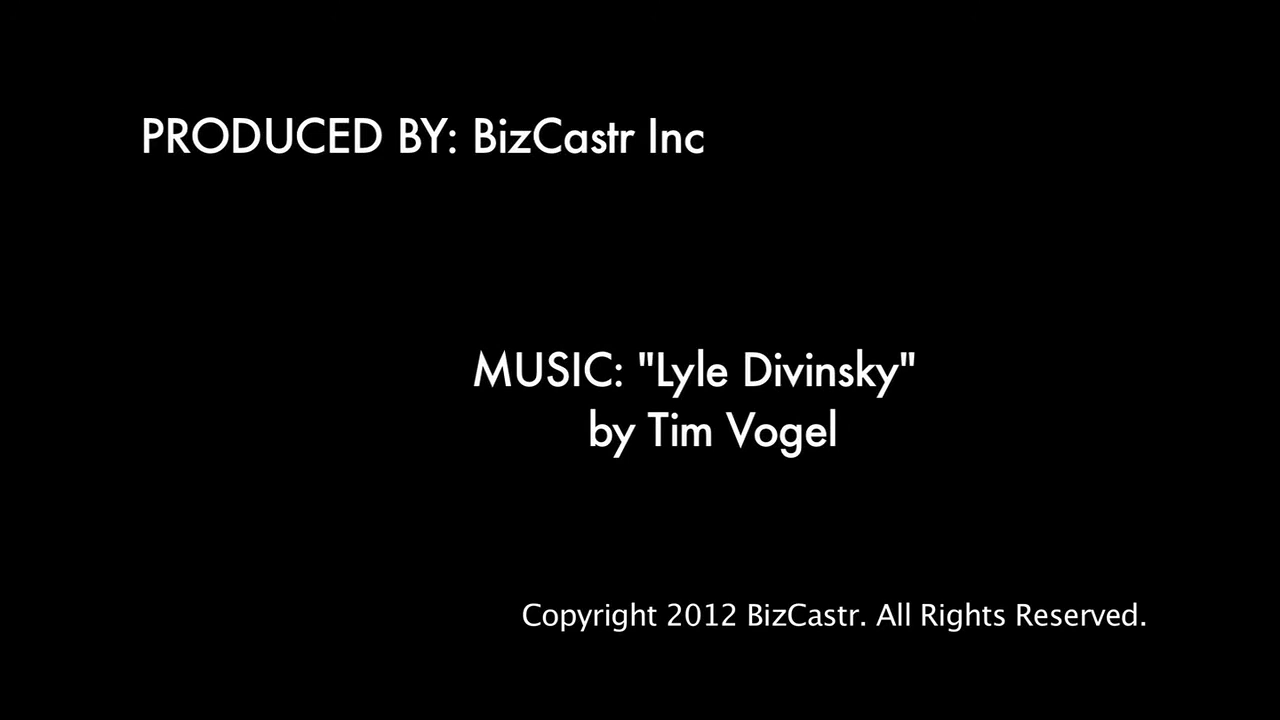 PRODUCED BY: BizCastr Inc
MUSIC: "Lyle Divinsky"
by Tim Vogel
Copyright 2012 BizCastr. All Rights Reserved.